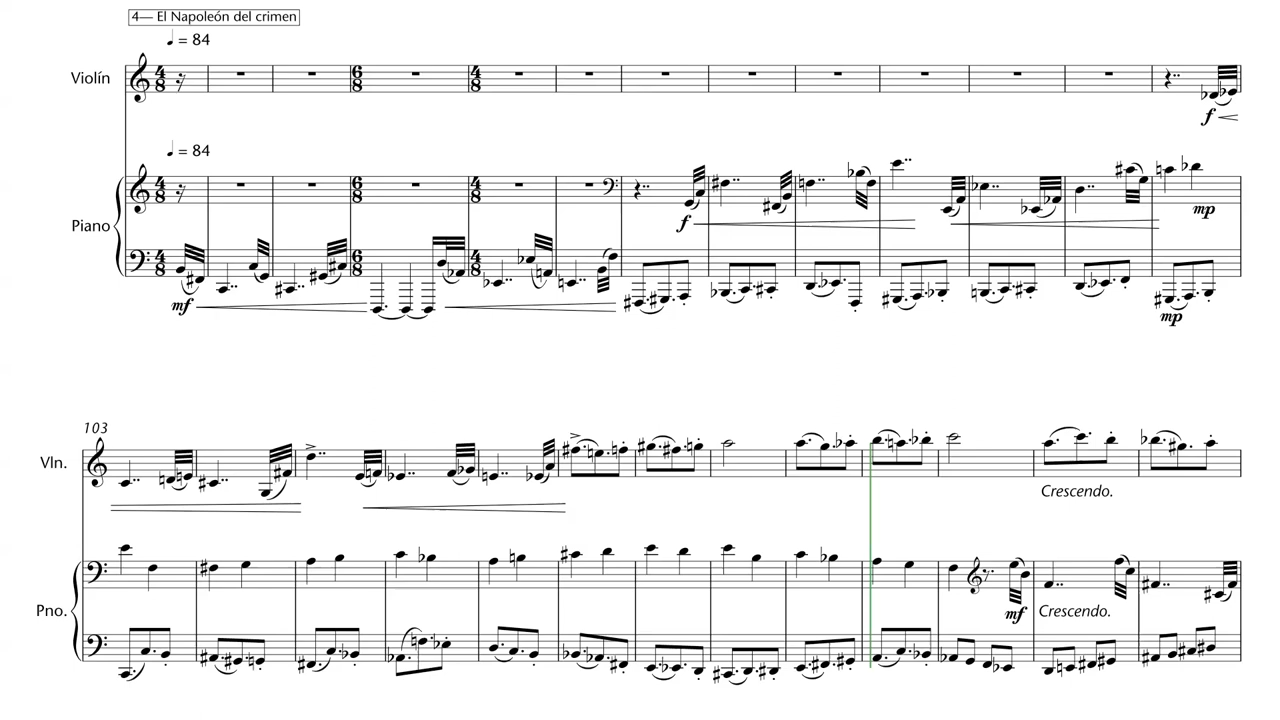 4— El Napoleón del crimen
♩ = 84
Violín
♩ = 84
Piano
f
f
mp
mf
mp
103
Vln.
Crescendo.
Pno.
mf
Crescendo.